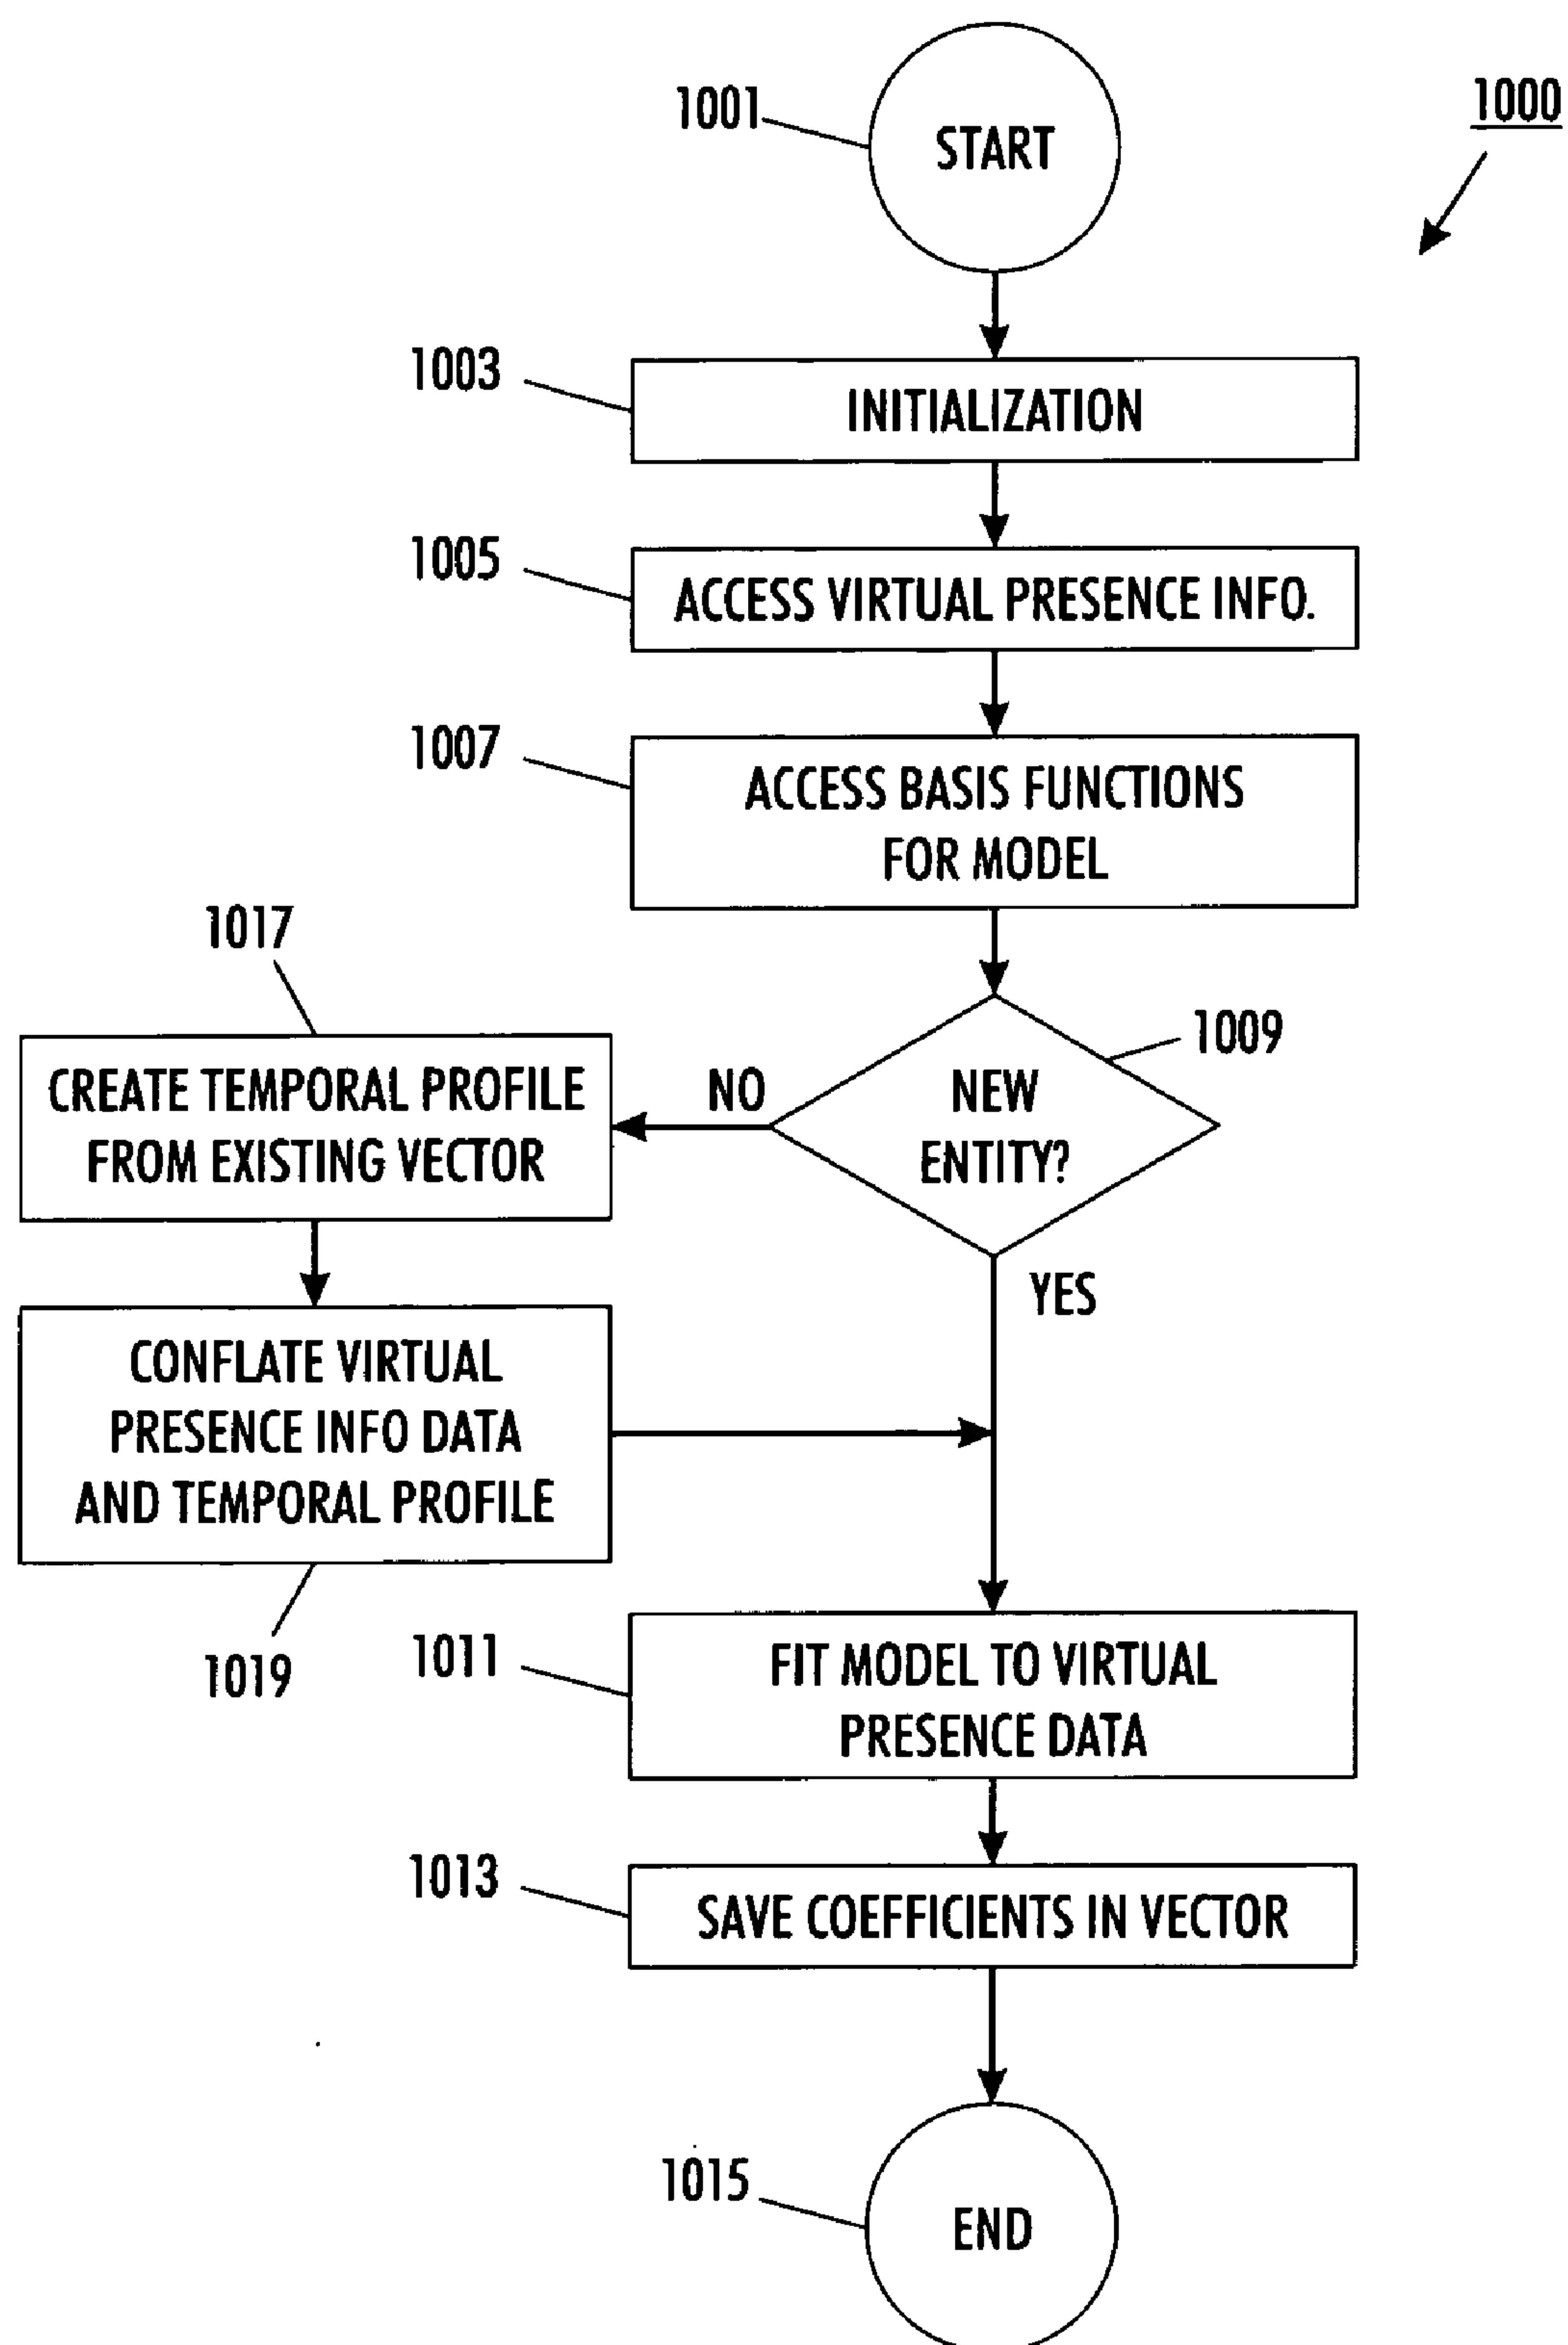 1000
1001
START
1003
INITIALIZATION
1005
ACCESS VIRTUAL PRESENCE INFO.
1007
ACCESS BASIS FUNCTIONS
FOR MODEL
1009
NEW
ENTITY?
NO
YES
1017
CREATE TEMPORAL PROFILE
FROM EXISTING VECTOR
CONFLATE VIRTUAL
PRESENCE INFO DATA
AND TEMPORAL PROFILE
1019
1011
FIT MODEL TO VIRTUAL
PRESENCE DATA
1013
SAVE COEFFICIENTS IN VECTOR
1015
END